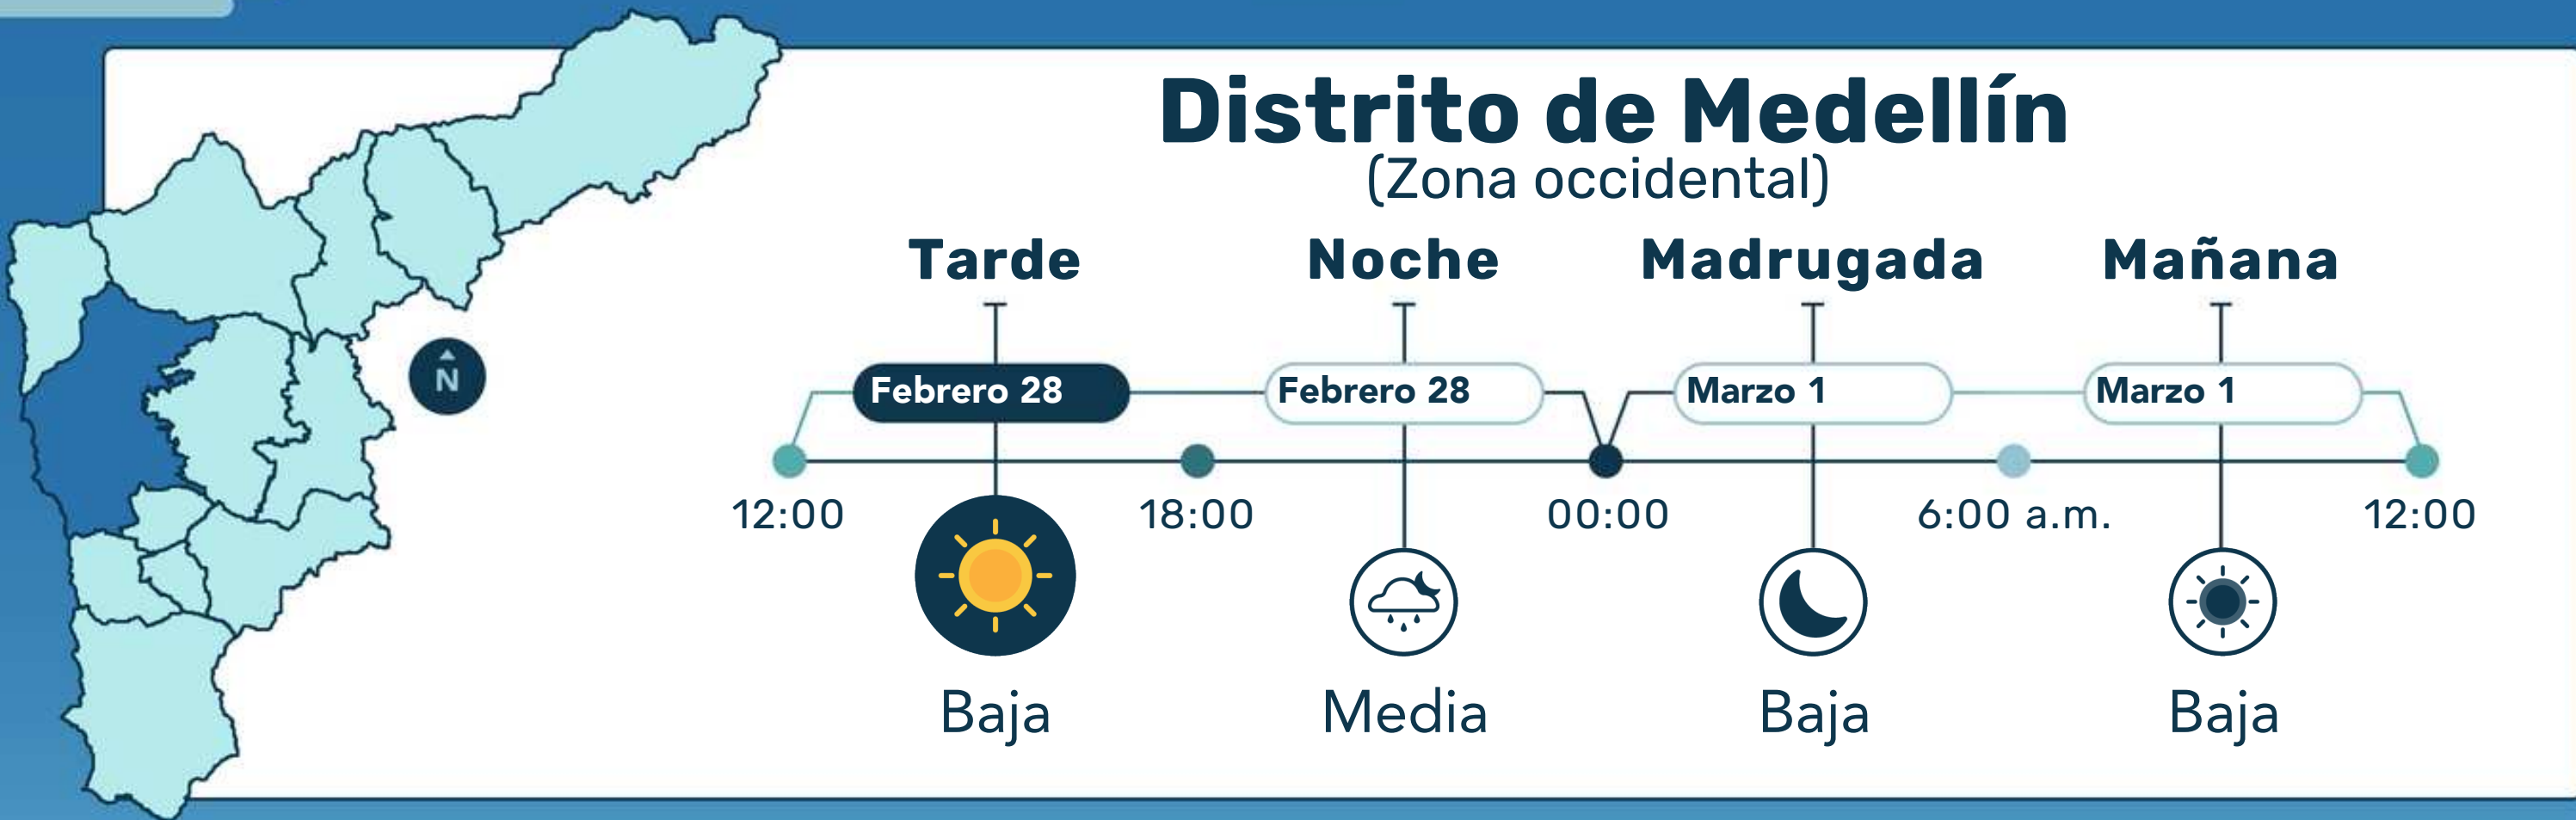 Distrito de Medellín
(Zona occidental)
Tarde Noche Madrugada Mañana
Febrero 28 Febrero 28 Marzo 1 Marzo 1
N
12:00 18:00 00:00 6:00 a.m. 12:00
Baja Media Baja Baja